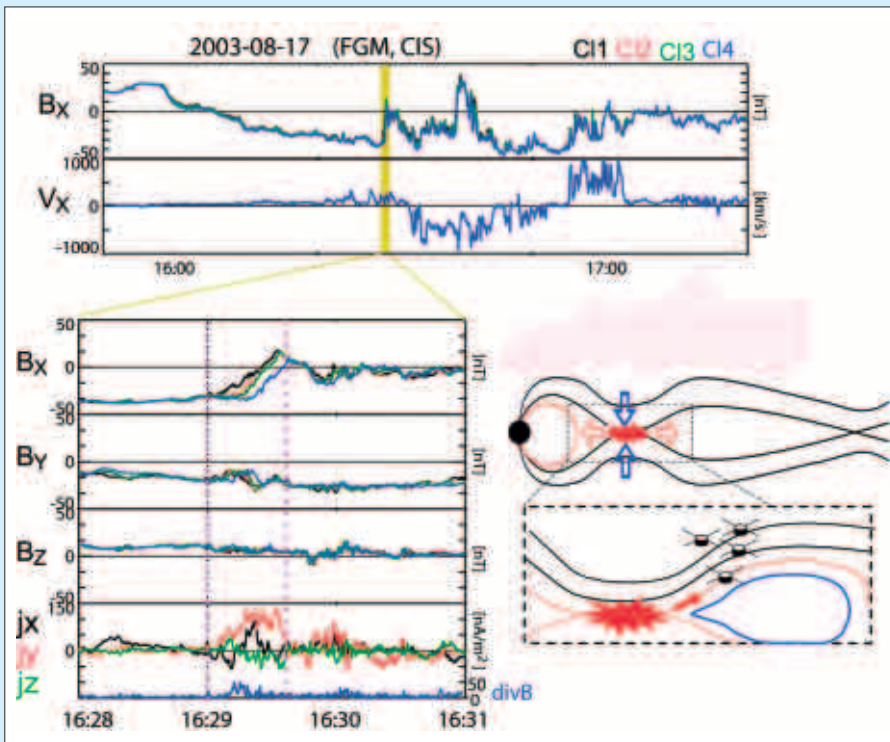 2003-08-17 (FGM, CIS) Cl1 Cl2 Cl3 Cl4
50
BX 0 [nT]
-50
1000
VX 0 [km/s]
-1000
16:00 17:00
50
BX 0 [nT]
-50
50
BY 0 [nT]
-50
50
BZ 0 [nT]
-50
jX 150
jY 0 [nA/m²]
jZ 50
0 divB
16:28 16:29 16:30 16:31